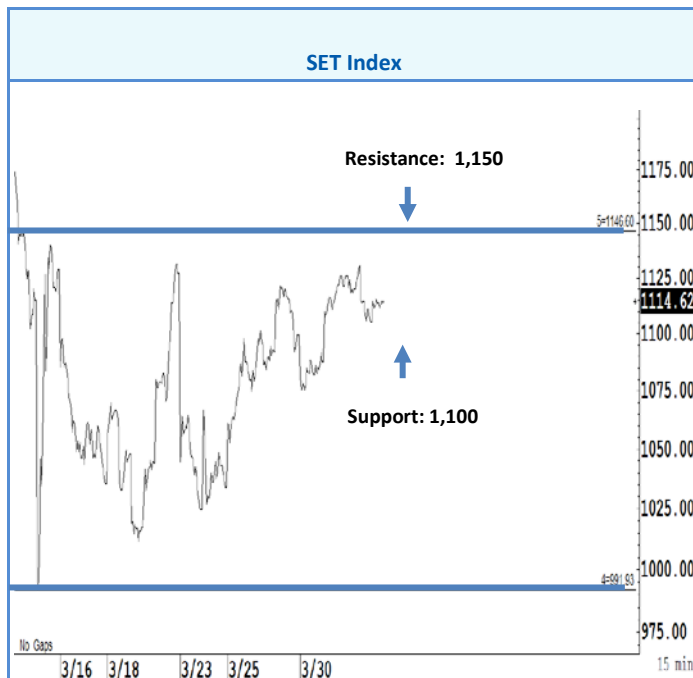 SET Index
Resistance: 1,150
1175.00
5=1146.60
1150.00
1125.00
1114.62
1100.00
Support: 1,100
1075.00
1050.00
1025.00
1000.00
4=991.93
975.00
No Gaps
3/16 3/18 3/23 3/25 3/30
15 min